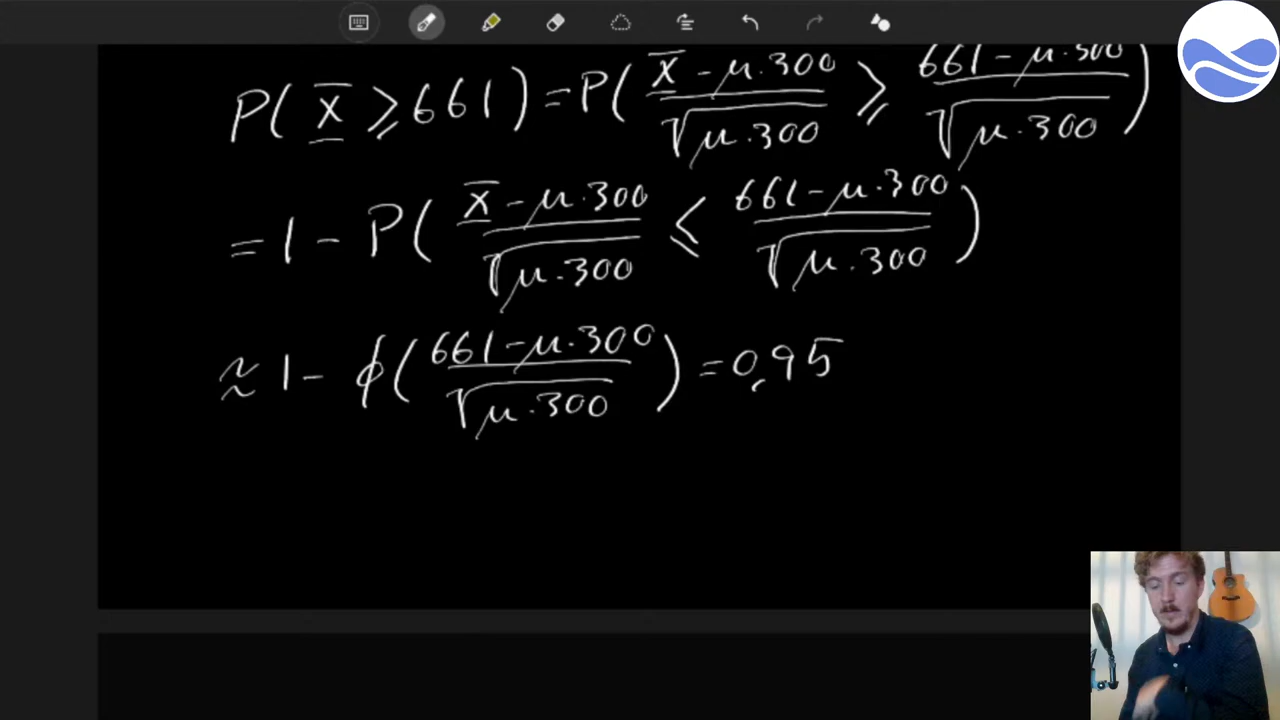 P( x̄ ≥ 661 ) = P( (x̄ - μ·300)/√(μ·300) ≥ (661 - μ·300)/√(μ·300) )
= 1 - P( (x̄ - μ·300)/√(μ·300) ≤ (661 - μ·300)/√(μ·300) )
≈ 1 - ϕ( (661 - μ·300)/√(μ·300) ) = 0,95